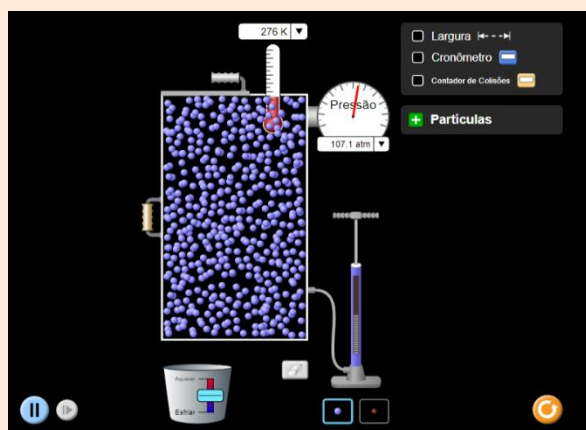 276 K
Pressão
107.1 atm
Largura
Cronômetro
Contador de Colisões
Partículas
Aquecer
Esfriar